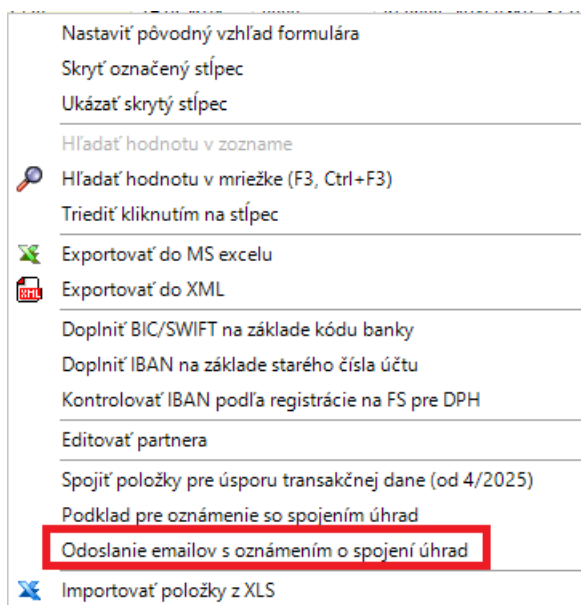 Nastaviť pôvodný vzhľad formulára
Skryť označený stĺpec
Ukázať skrytý stĺpec
Hľadať hodnotu v zozname
Hľadať hodnotu v mriežke (F3, Ctrl+F3)
Triediť kliknutím na stĺpec
Exportovať do MS excelu
XML Exportovať do XML
Doplniť BIC/SWIFT na základe kódu banky
Doplniť IBAN na základe starého čísla účtu
Kontrolovať IBAN podľa registrácie na FS pre DPH
Editovať partnera
Spojiť položky pre úsporu transakčnej dane (od 4/2025)
Podklad pre oznámenie so spojením úhrad
Odoslanie emailov s oznámením o spojení úhrad
Importovať položky z XLS